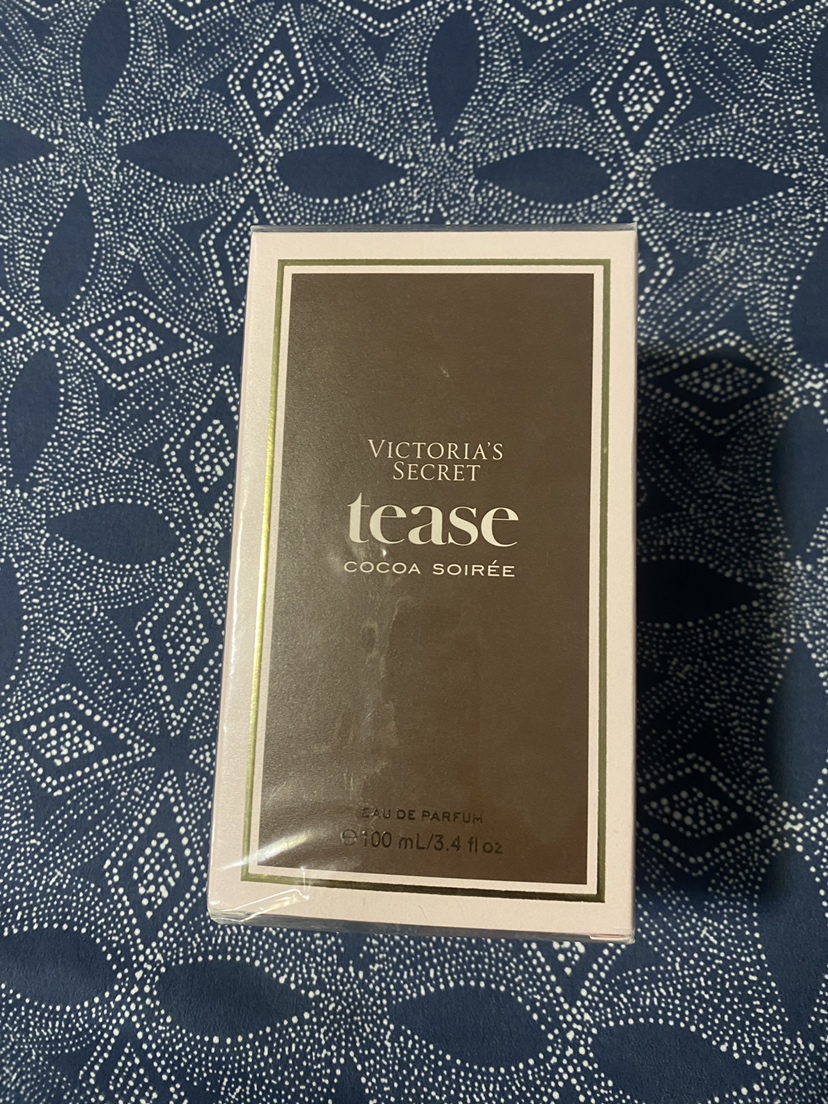 VICTORIA'S
SECRET
tease
COCOA SOIRÉE
EAU DE PARFUM
℮100 mL/3.4 fl oz